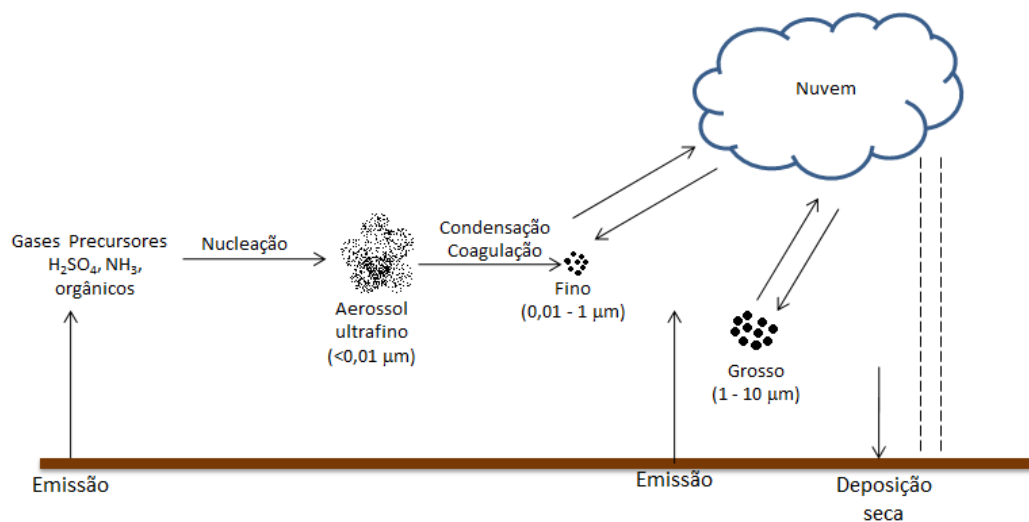 Nuvem
Gases Precursores
H₂SO₄, NH₃,
orgânicos
Nucleação
Aerossol
ultrafino
(<0,01 µm)
Condensação
Coagulação
Fino
(0,01 - 1 µm)
Grosso
(1 - 10 µm)
Emissão
Emissão
Deposição
seca